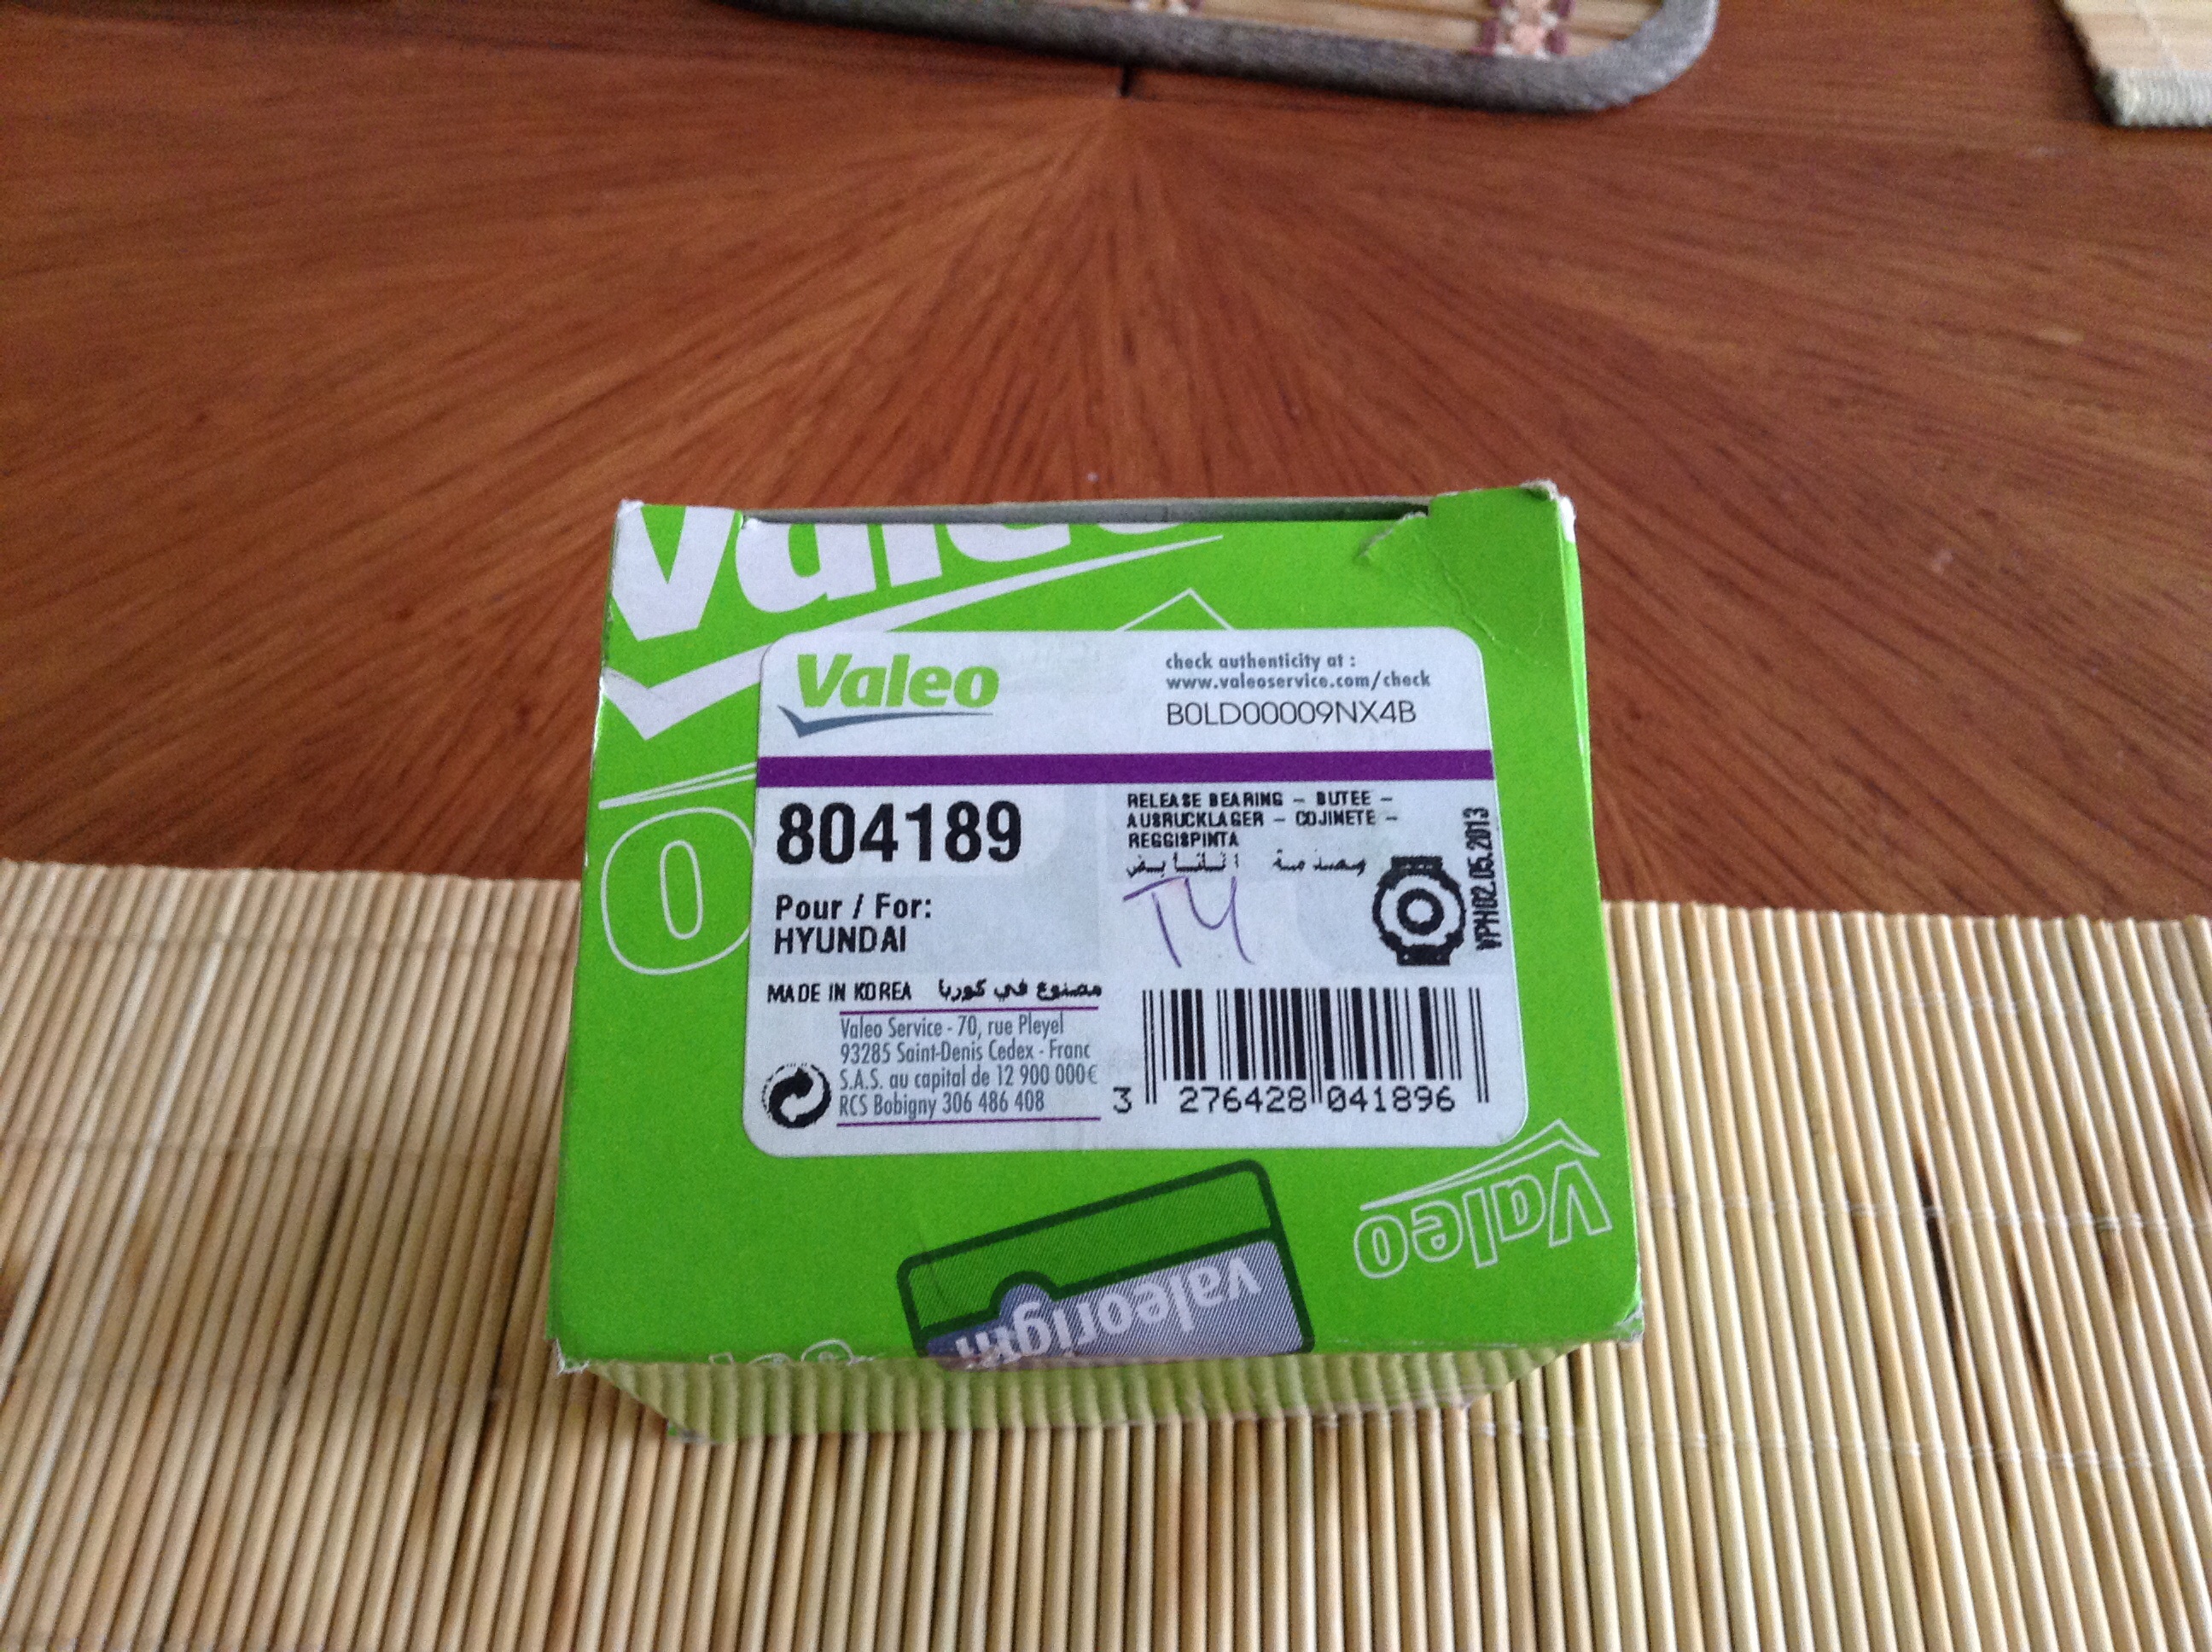 Valeo
Valeo
check authenticity at :
www.valeoservice.com/check
B0LD00009NX4B
804189
RELEASE BEARING - BUTEE -
AUSRUCKLAGER - COJINETE -
REGGISPINTA
VPH02.05.2013
T4
Pour / For:
HYUNDAI
MADE IN KOREA مصنوع في كوريا
Valeo Service - 70, rue Pleyel
93285 Saint-Denis Cedex - Franc
S.A.S. au capital de 12 900 000€
RCS Bobigny 306 486 408
3 276428 041896
Valeo
valeorigin